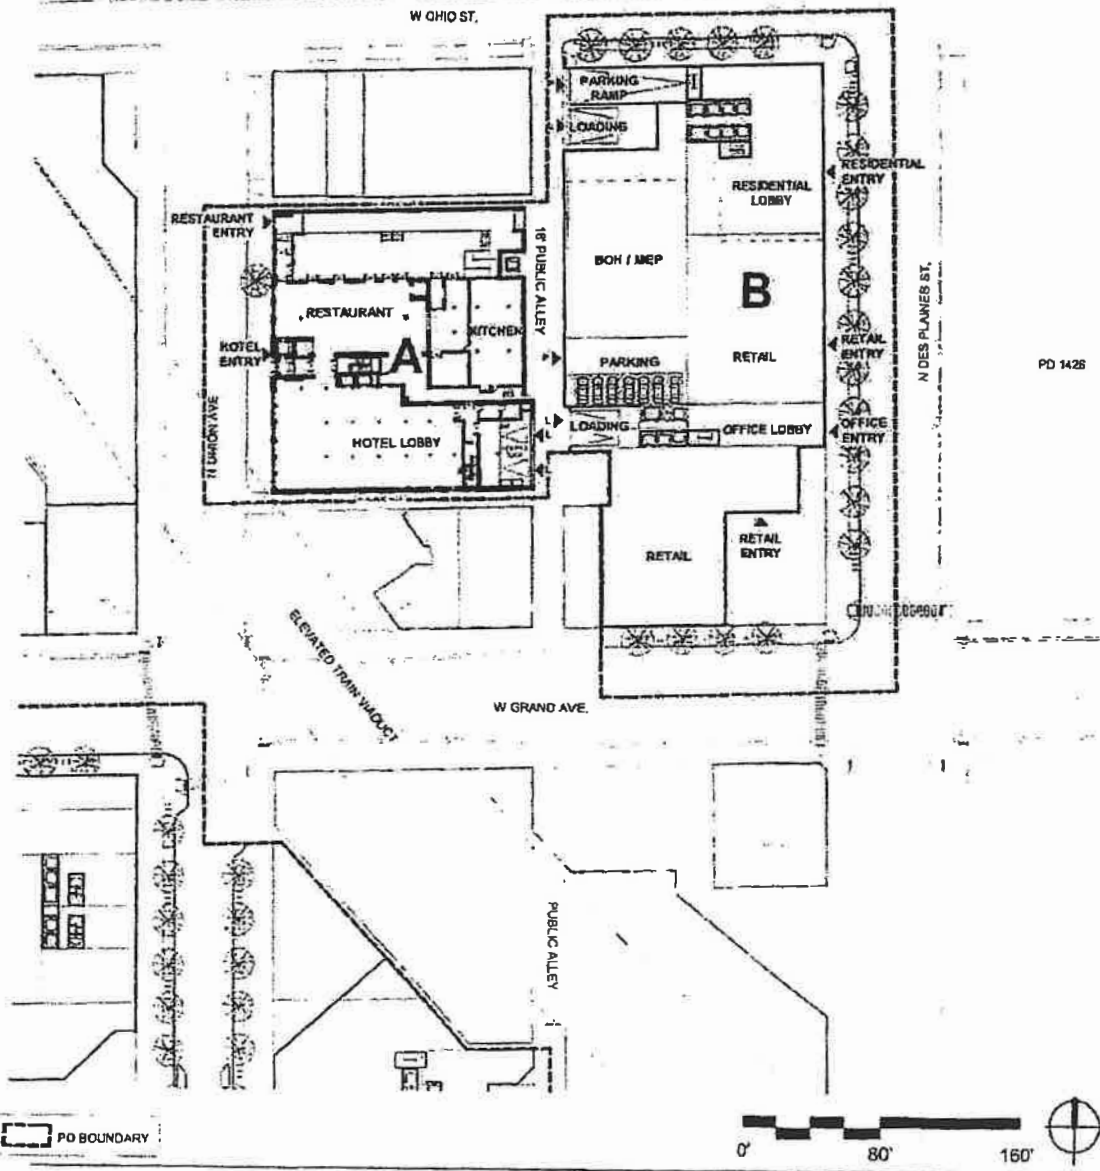 W OHIO ST.
PARKING
RAMP
LOADING
RESIDENTIAL
ENTRY
RESIDENTIAL
LOBBY
RESTAURANT
ENTRY
18' PUBLIC ALLEY
BOH / MEP
B
RESTAURANT
KITCHEN
HOTEL
ENTRY
A
PARKING
RETAIL
RETAIL
ENTRY
N DES PLAINES ST.
PD 1426
N UNION AVE
HOTEL LOBBY
LOADING
OFFICE LOBBY
OFFICE
ENTRY
RETAIL
RETAIL
ENTRY
ELEVATED TRAIN VIADUCT
W GRAND AVE.
PUBLIC ALLEY
PD BOUNDARY
0' 80' 160'